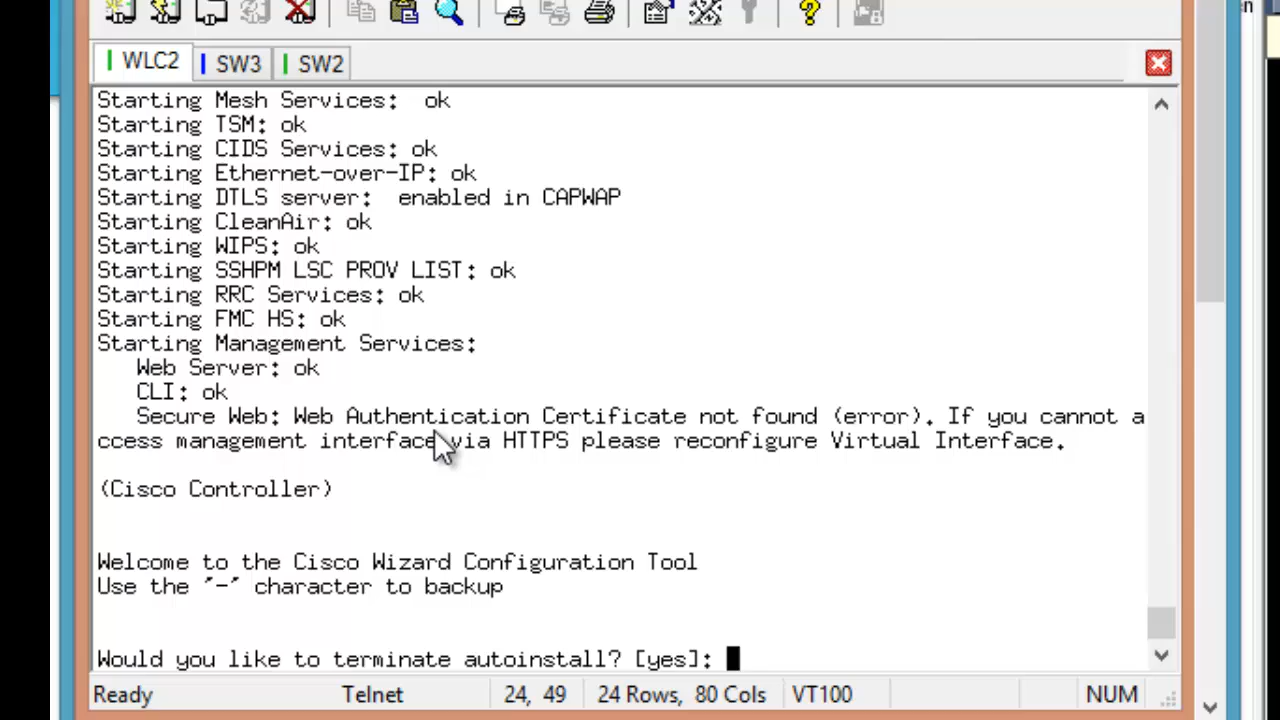 en
WLC2 SW3 SW2
Starting Mesh Services:  ok
Starting TSM: ok
Starting CIDS Services: ok
Starting Ethernet-over-IP: ok
Starting DTLS server:  enabled in CAPWAP
Starting CleanAir: ok
Starting WIPS: ok
Starting SSHPM LSC PROV LIST: ok
Starting RRC Services: ok
Starting FMC HS: ok
Starting Management Services:
   Web Server: ok
   CLI: ok
   Secure Web: Web Authentication Certificate not found (error). If you cannot a
ccess management interface via HTTPS please reconfigure Virtual Interface.
(Cisco Controller)
Welcome to the Cisco Wizard Configuration Tool
Use the '-' character to backup
Would you like to terminate autoinstall? [yes]:
Ready Telnet 24, 49 24 Rows, 80 Cols VT100 NUM